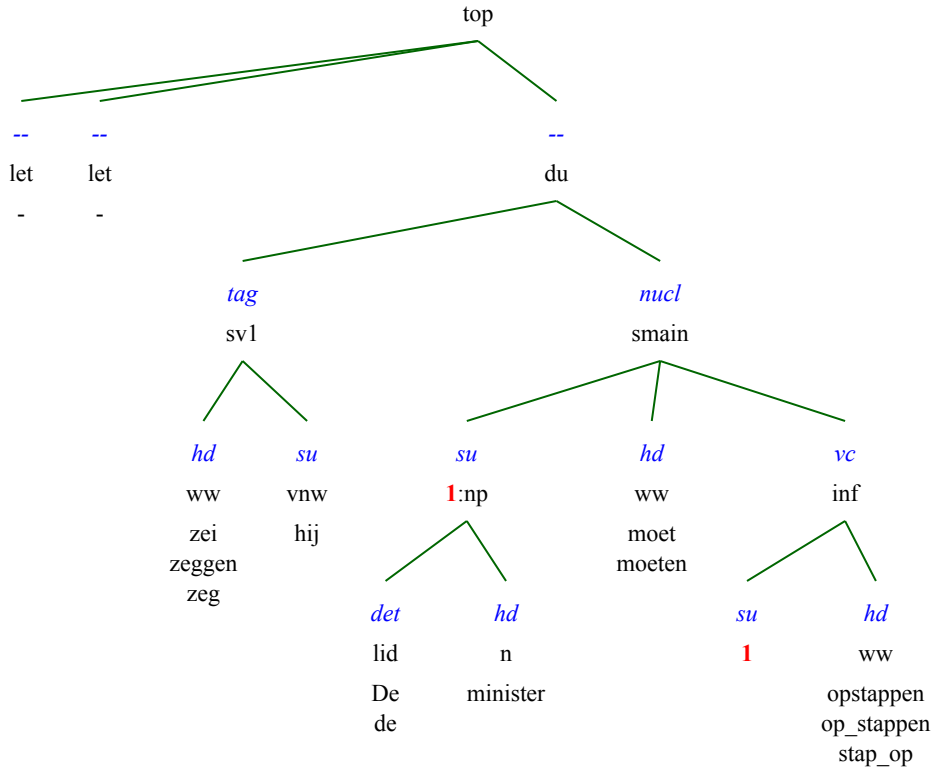 top
-- -- --
let let du
- -
tag nucl
sv1 smain
hd su su hd vc
ww vnw 1:np ww inf
zei hij moet
zeggen moeten
zeg
det hd su hd
lid n 1 ww
De minister opstappen
de op_stappen
stap_op